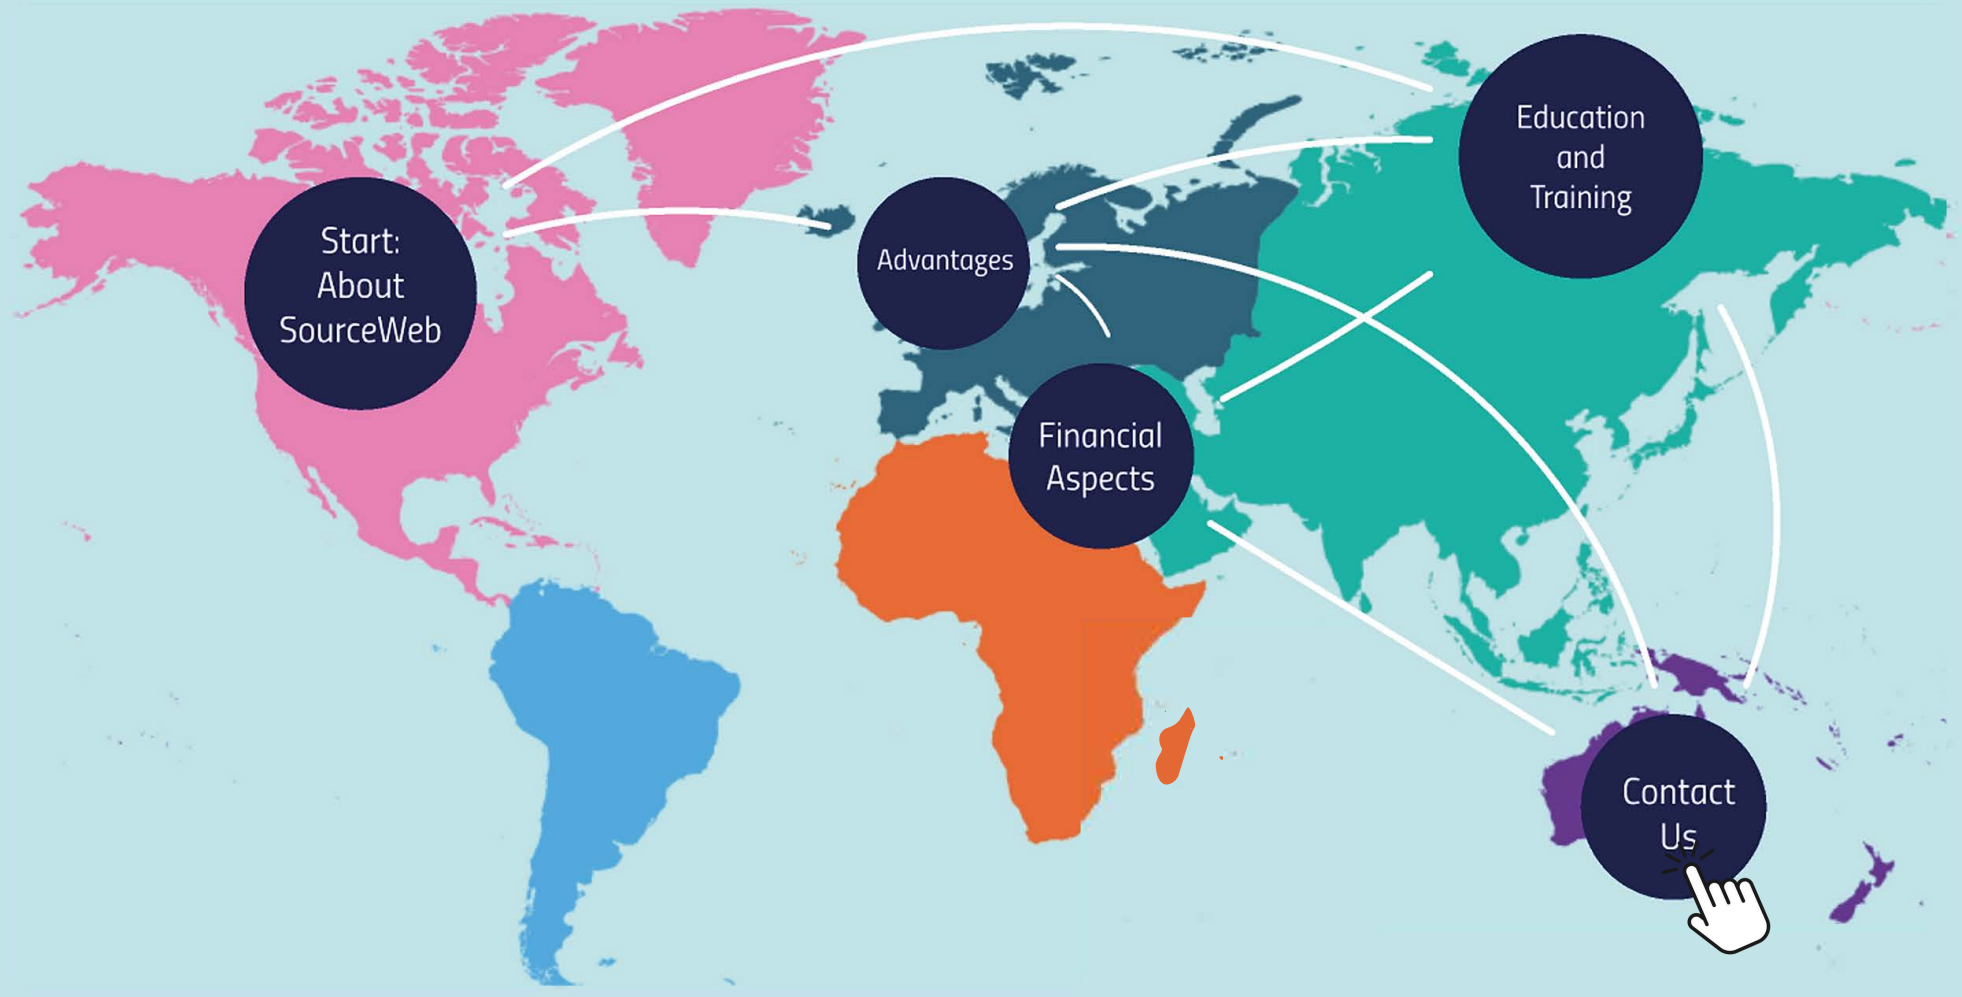 Start:
About
SourceWeb
Advantages
Education
and
Training
Financial
Aspects
Contact
Us